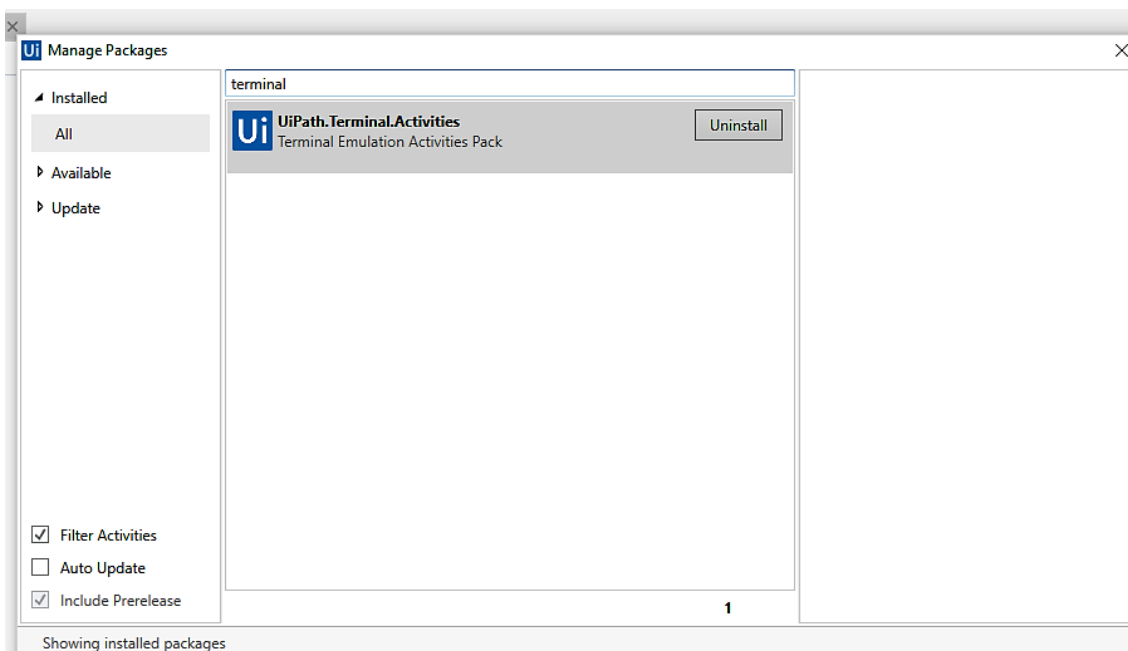 Ui Manage Packages
Installed
All
Available
Update
Filter Activities
Auto Update
Include Prerelease
terminal
Ui
UiPath.Terminal.Activities
Terminal Emulation Activities Pack
Uninstall
1
Showing installed packages